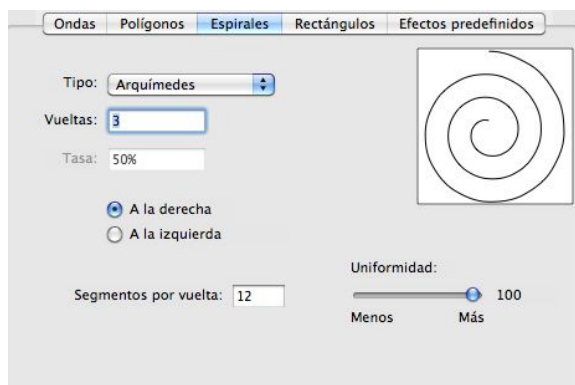 Ondas Polígonos Espirales Rectángulos Efectos predefinidos
Tipo: Arquímedes
Vueltas: 3
Tasa: 50%
A la derecha
A la izquierda
Segmentos por vuelta: 12
Uniformidad:
100
Menos Más